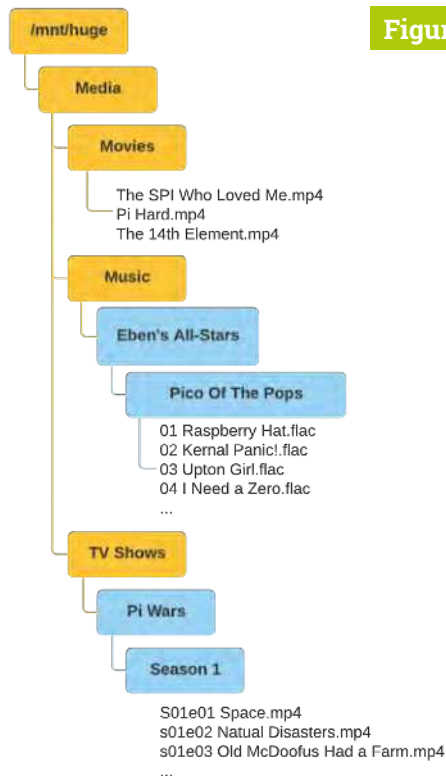 Figur
/mnt/huge
Media
Movies
The SPI Who Loved Me.mp4
Pi Hard.mp4
The 14th Element.mp4
Music
Eben's All-Stars
Pico Of The Pops
01 Raspberry Hat.flac
02 Kernal Panic!.flac
03 Upton Girl.flac
04 I Need a Zero.flac
...
TV Shows
Pi Wars
Season 1
S01e01 Space.mp4
s01e02 Natual Disasters.mp4
s01e03 Old McDoofus Had a Farm.mp4
...